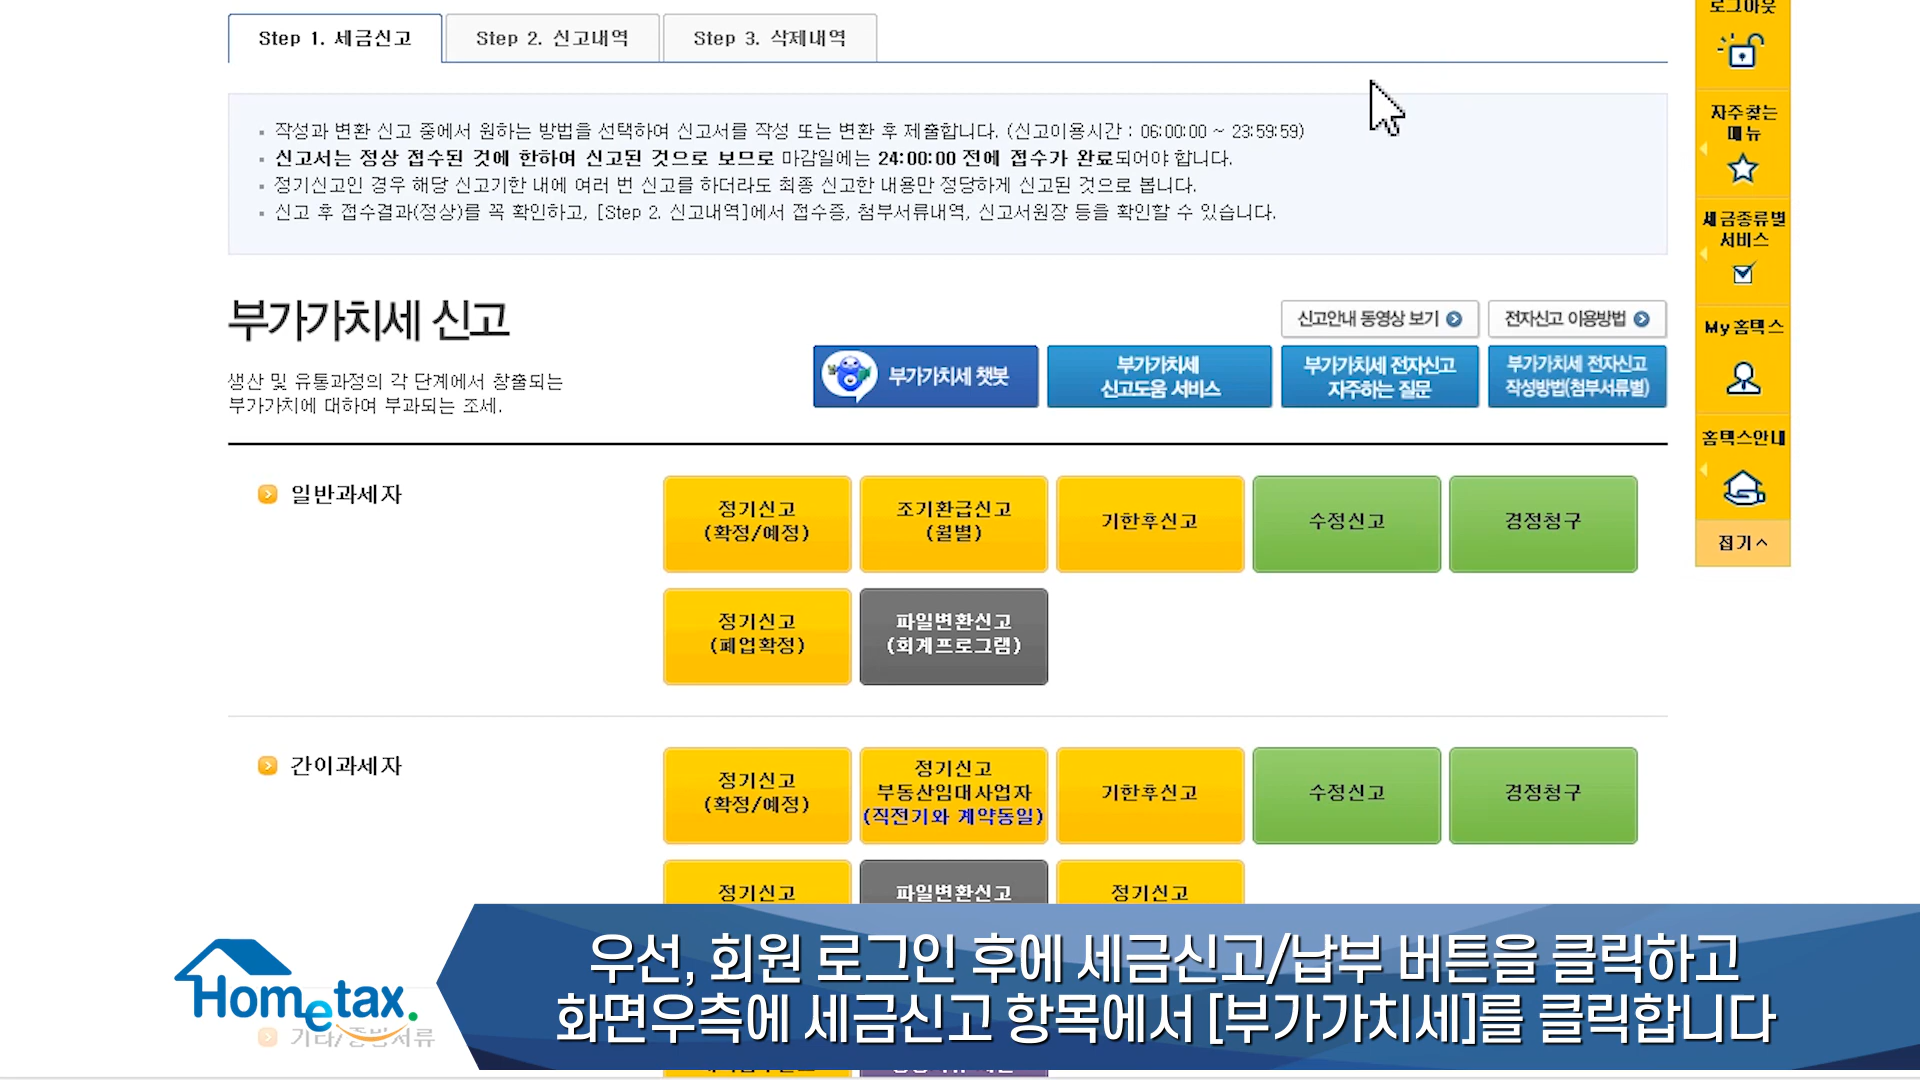 로그아웃
Step 1. 세금신고
Step 2. 신고내역
Step 3. 삭제내역
작성과 변환 신고 중에서 원하는 방법을 선택하여 신고서를 작성 또는 변환 후 제출합니다. (신고이용시간 : 06:00:00 ~ 23:59:59)
신고서는 정상 접수된 것에 한하여 신고된 것으로 보므로 마감일에는 24:00:00 전에 접수가 완료되어야 합니다.
정기신고인 경우 해당 신고기한 내에 여러 번 신고를 하더라도 최종 신고한 내용만 정당하게 신고된 것으로 봅니다.
신고 후 접수결과(정상)를 꼭 확인하고, [Step 2. 신고내역]에서 접수증, 첨부서류내역, 신고서원장 등을 확인할 수 있습니다.
자주찾는
메뉴
세금종류별
서비스
My홈택스
홈택스안내
접기
부가가치세 신고
신고안내 동영상 보기
전자신고 이용방법
생산 및 유통과정의 각 단계에서 창출되는
부가가치에 대하여 부과되는 조세.
부가가치세 챗봇
부가가치세
신고도움 서비스
부가가치세 전자신고
자주하는 질문
부가가치세 전자신고
작성방법(첨부서류별)
일반과세자
정기신고
(확정/예정)
조기환급신고
(월별)
기한후신고
수정신고
경정청구
정기신고
(폐업확정)
파일변환신고
(회계프로그램)
간이과세자
정기신고
(확정/예정)
정기신고
부동산임대사업자
(직전기와 계약동일)
기한후신고
수정신고
경정청구
정기신고
파일변환신고
정기신고
Hometax.
기타/증빙서류
우선, 회원 로그인 후에 세금신고/납부 버튼을 클릭하고
화면우측에 세금신고 항목에서 [부가가치세]를 클릭합니다